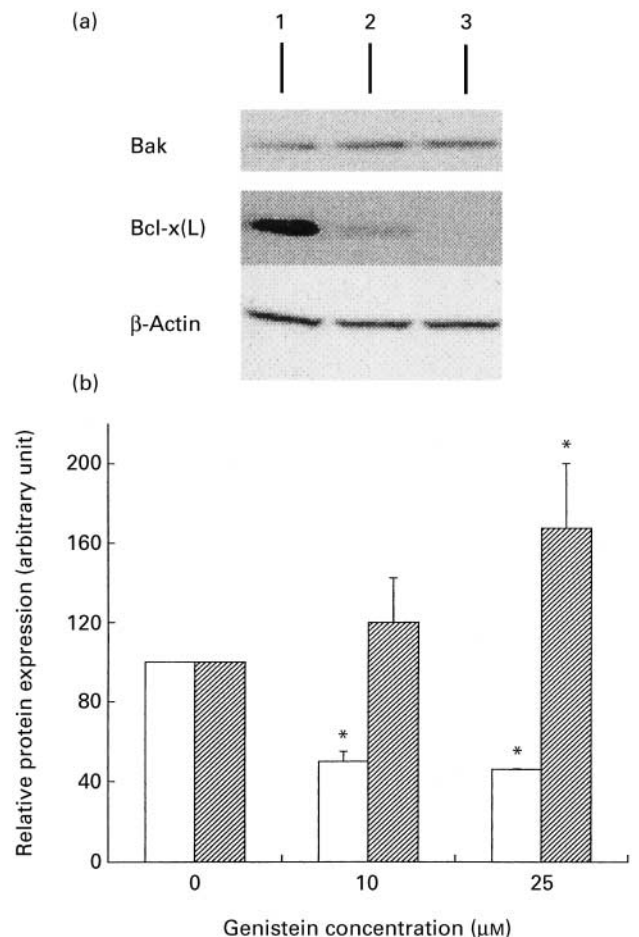 (a)
1 2 3
Bak
Bcl-x(L)
β-Actin
(b)
Relative protein expression (arbitrary unit)
200
160
120
80
40
0
*
*
*
0 10 25
Genistein concentration (μM)